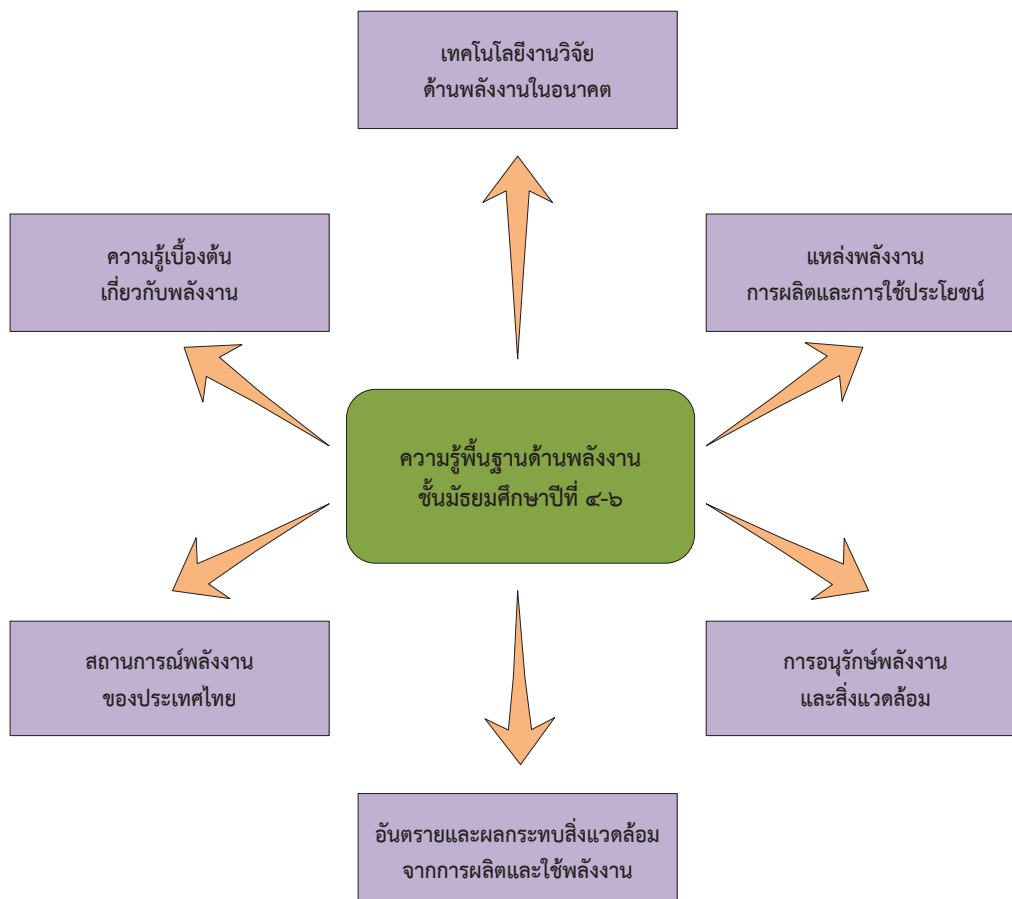 เทคโนโลยีงานวิจัย
ด้านพลังงานในอนาคต
ความรู้เบื้องต้น
เกี่ยวกับพลังงาน
แหล่งพลังงาน
การผลิตและการใช้ประโยชน์
ความรู้พื้นฐานด้านพลังงาน
ชั้นมัธยมศึกษาปีที่ ๔-๖
สถานการณ์พลังงาน
ของประเทศไทย
การอนุรักษ์พลังงาน
และสิ่งแวดล้อม
อันตรายและผลกระทบสิ่งแวดล้อม
จากการผลิตและใช้พลังงาน